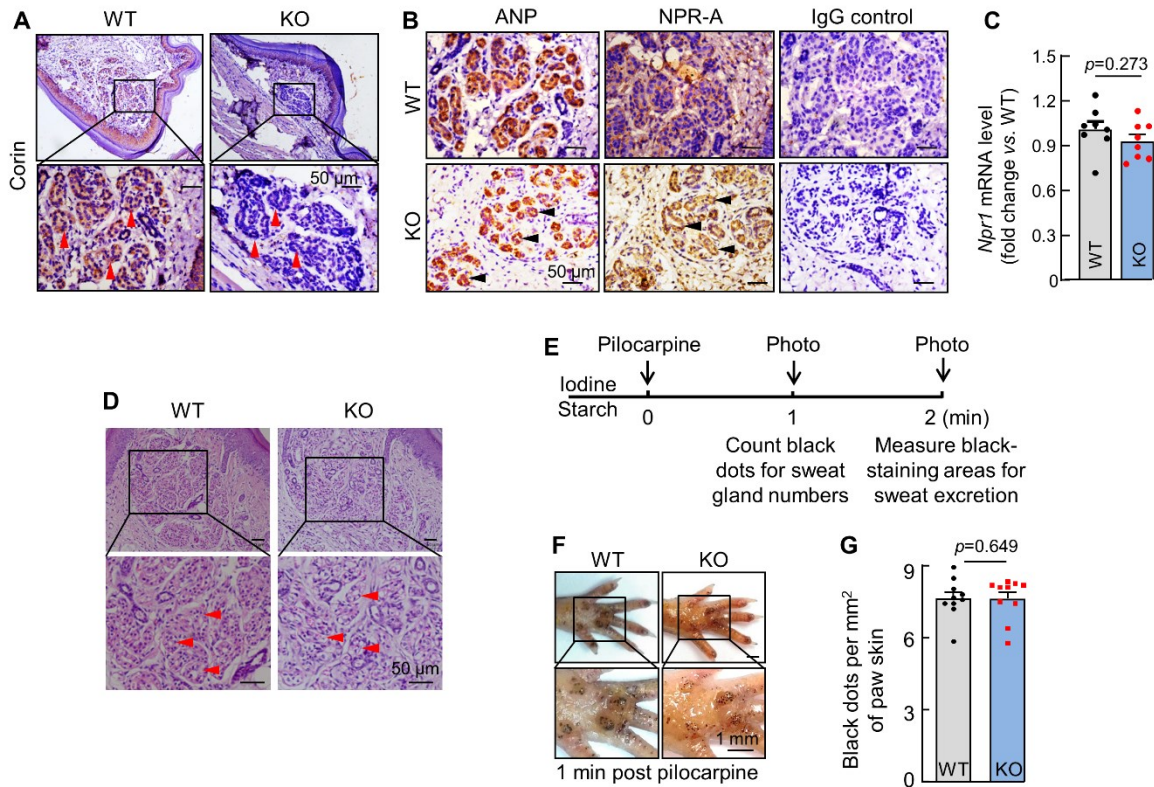 A
WT
KO
Corin
50 µm
B
ANP
NPR-A
IgG control
WT
KO
50 µm
C
Npr1 mRNA level
(fold change vs. WT)
1.5
1.2
0.9
0.6
0.3
0
p=0.273
WT
KO
D
WT
KO
50 µm
E
Pilocarpine
Photo
Photo
Iodine
Starch
0
1
2 (min)
Count black
dots for sweat
gland numbers
Measure black-
staining areas for
sweat excretion
F
WT
KO
1 mm
1 min post pilocarpine
G
Black dots per mm²
of paw skin
9
6
3
0
p=0.649
WT
KO